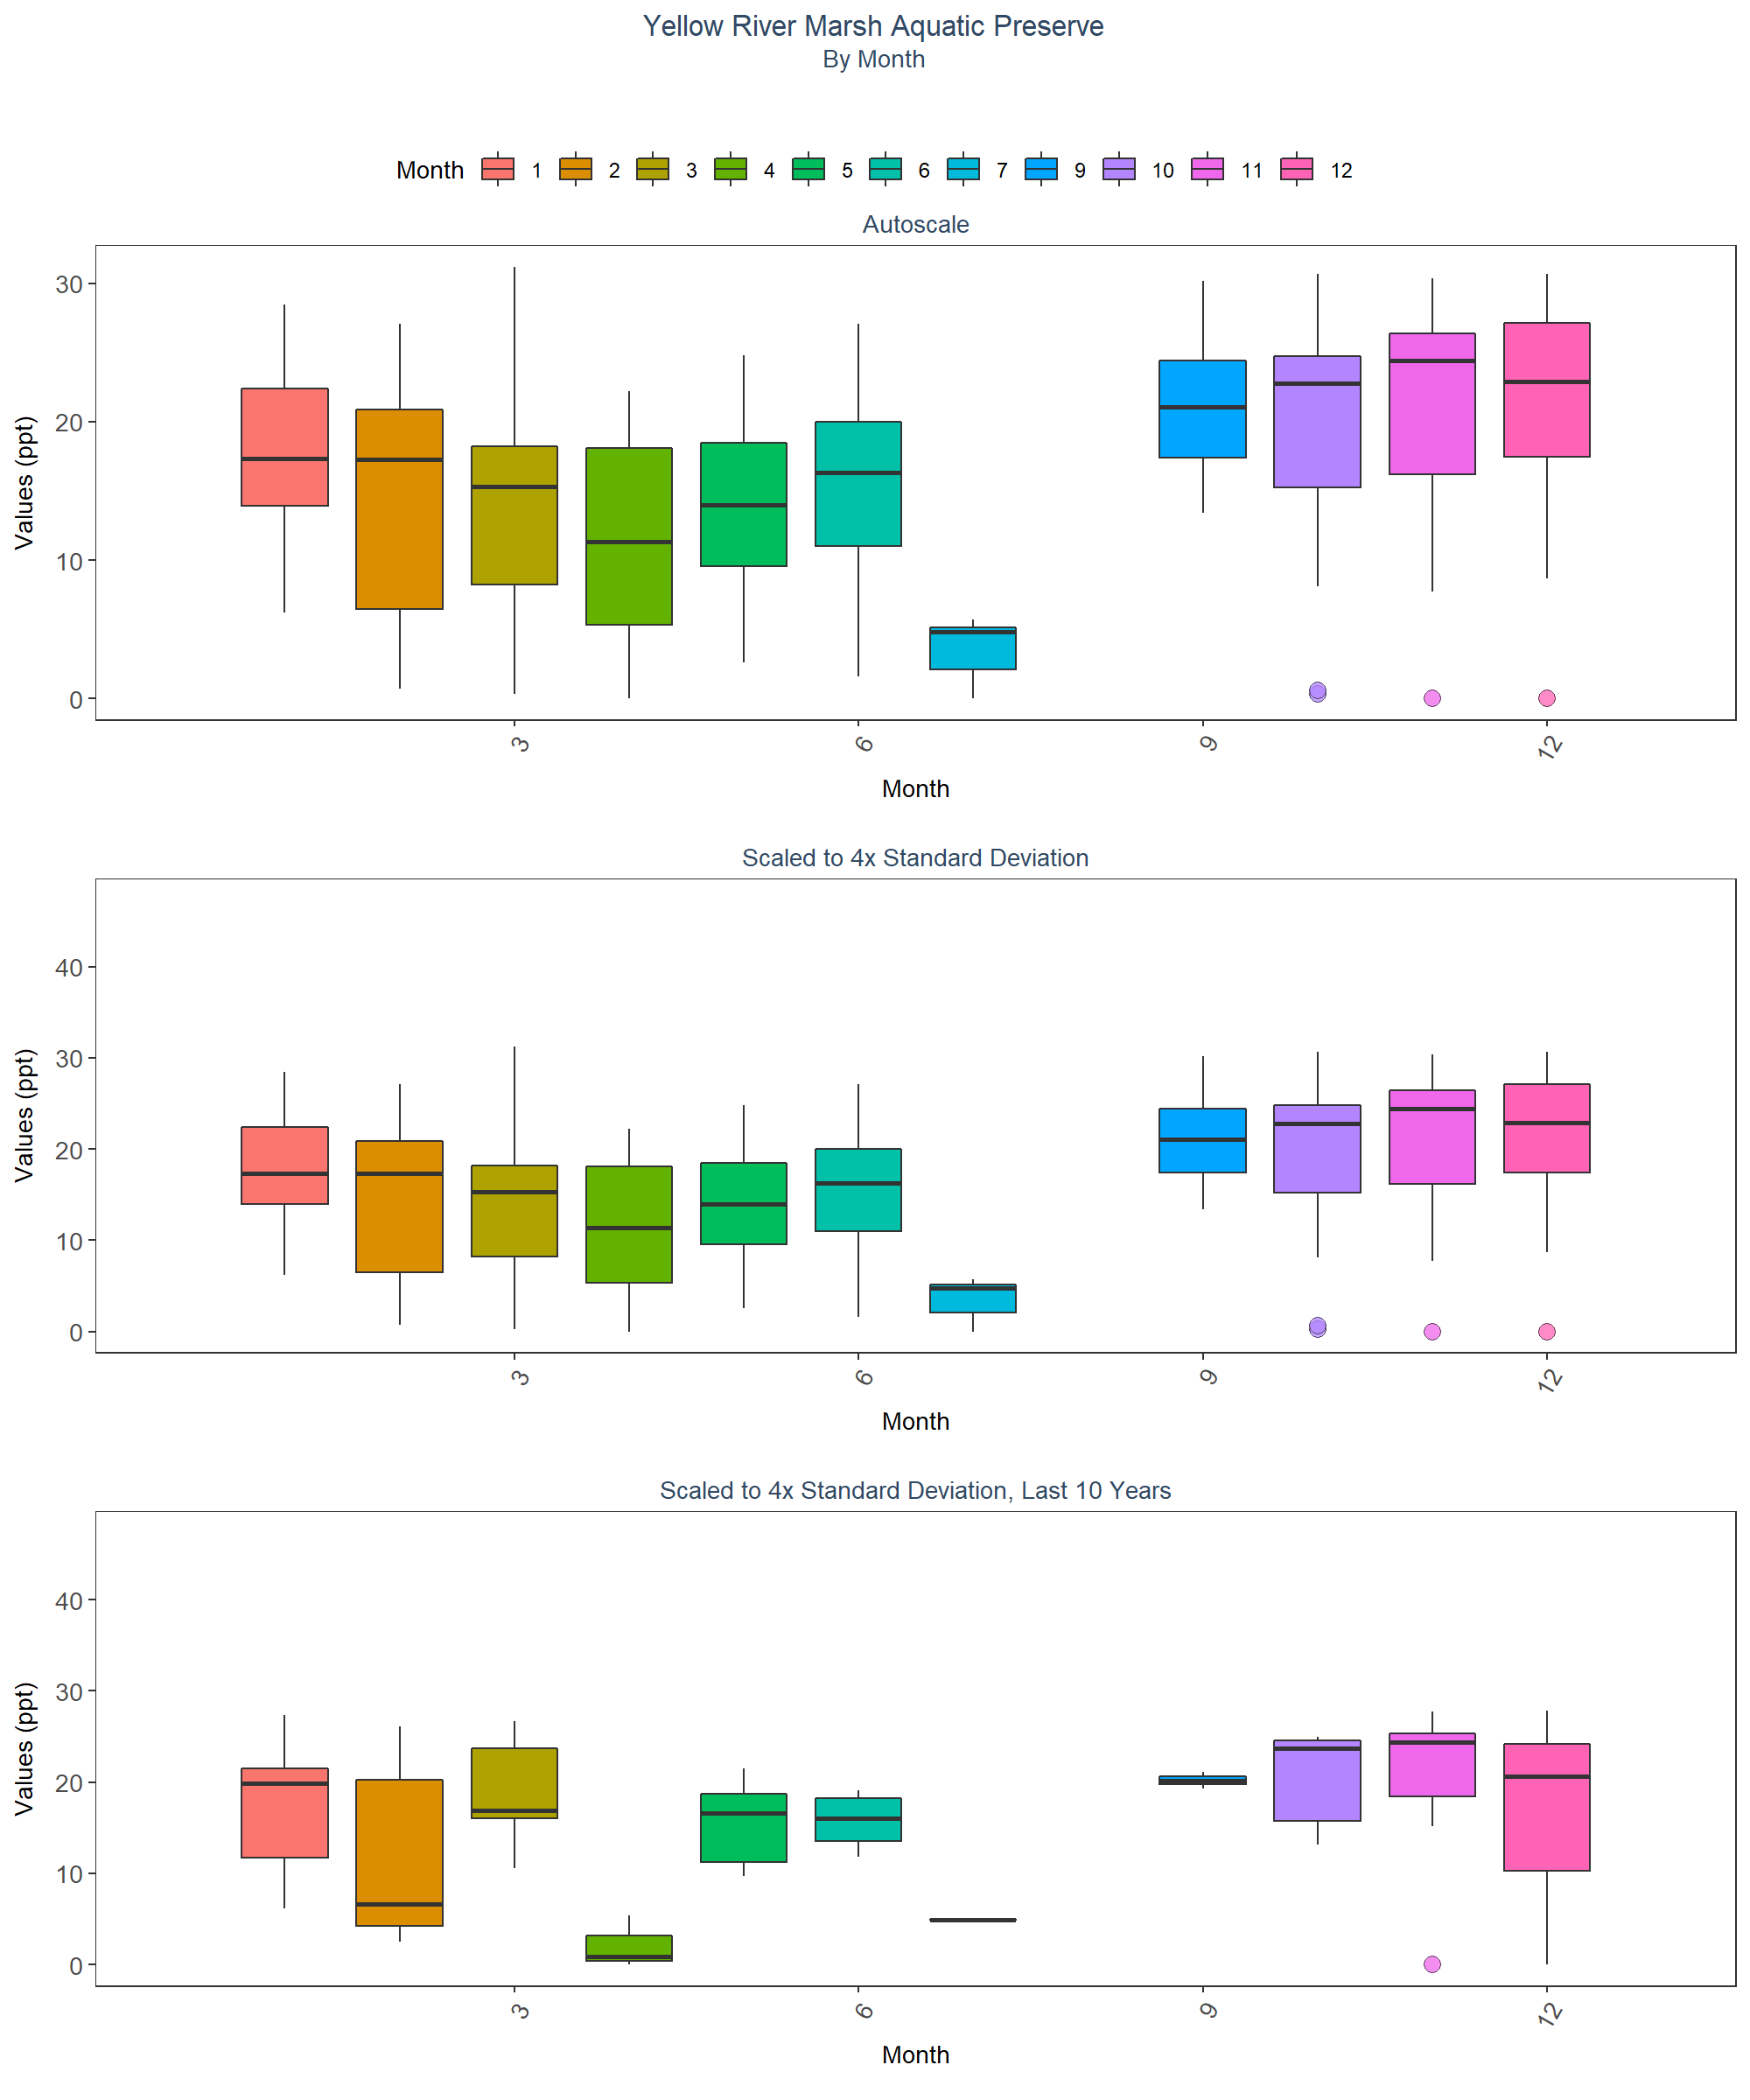 Yellow River Marsh Aquatic Preserve
By Month
Month 1 2 3 4 5 6 7 9 10 11 12
Autoscale
Values (ppt)
30
20
10
0
3 6 9 12
Month
Scaled to 4x Standard Deviation
Values (ppt)
40
30
20
10
0
3 6 9 12
Month
Scaled to 4x Standard Deviation, Last 10 Years
Values (ppt)
40
30
20
10
0
3 6 9 12
Month